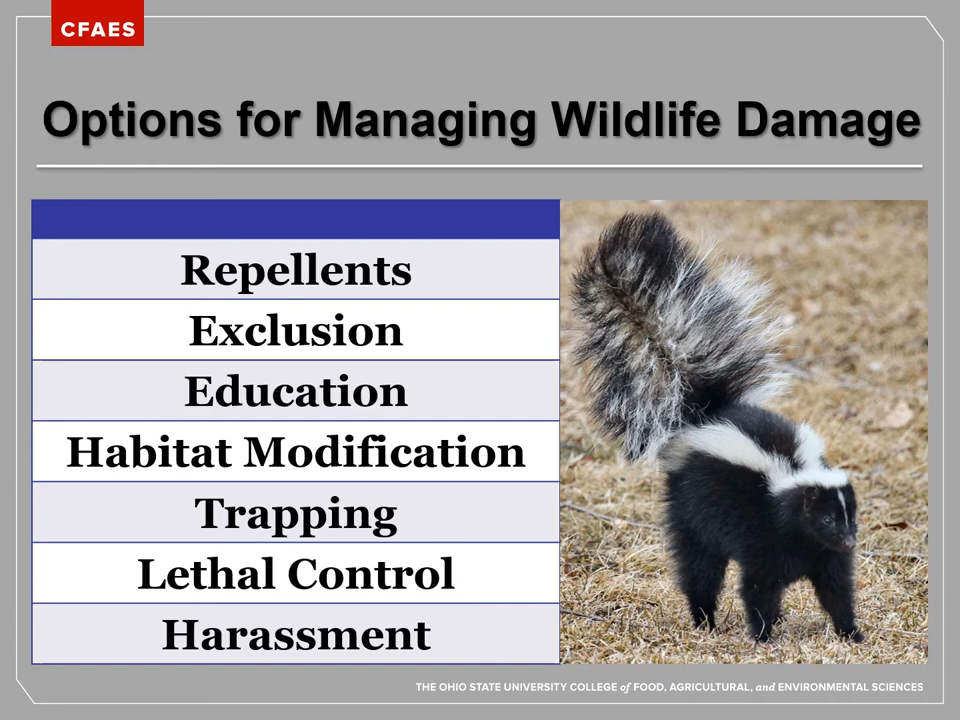 CFAES
Options for Managing Wildlife Damage
Repellents
Exclusion
Education
Habitat Modification
Trapping
Lethal Control
Harassment
THE OHIO STATE UNIVERSITY COLLEGE of FOOD, AGRICULTURAL, and ENVIRONMENTAL SCIENCES